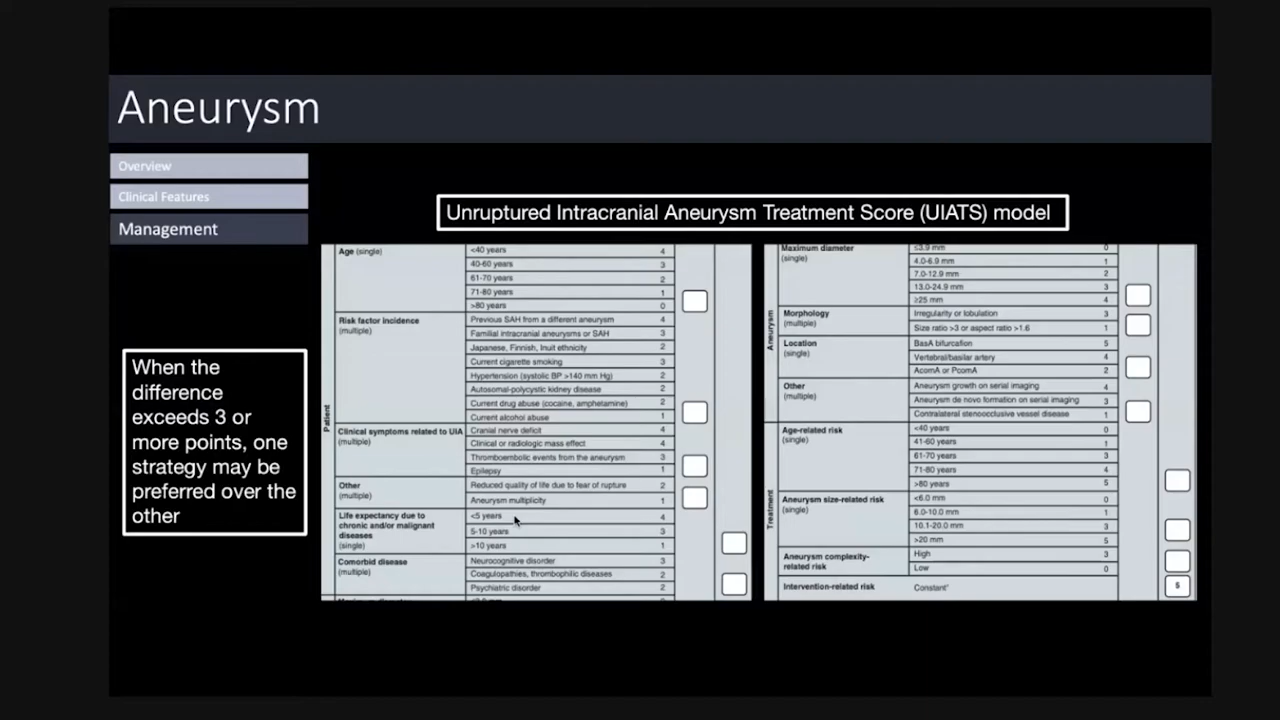 Aneurysm
Overview
Clinical Features
Management
Unruptured Intracranial Aneurysm Treatment Score (UIATS) model
When the
difference
exceeds 3 or
more points, one
strategy may be
preferred over the
other
Patient
Age (single)
<40 years 4
40-60 years 3
61-70 years 2
71-80 years 1
>80 years 0
Risk factor incidence
(multiple)
Previous SAH from a different aneurysm 4
Familial intracranial aneurysms or SAH 3
Japanese, Finnish, Inuit ethnicity 2
Current cigarette smoking 3
Hypertension (systolic BP >140 mm Hg) 2
Autosomal-polycystic kidney disease 2
Current drug abuse (cocaine, amphetamine) 2
Current alcohol abuse 1
Clinical symptoms related to UIA
(multiple)
Cranial nerve deficit 4
Clinical or radiologic mass effect 4
Thromboembolic events from the aneurysm 3
Epilepsy 1
Other
(multiple)
Reduced quality of life due to fear of rupture 2
Aneurysm multiplicity 1
Life expectancy due to
chronic and/or malignant
diseases
(single)
<5 years 4
5-10 years 3
>10 years 1
Comorbid disease
(multiple)
Neurocognitive disorder 3
Coagulopathies, thrombophilic diseases 2
Psychiatric disorder 2
Aneurysm
Maximum diameter
(single)
≤3.9 mm 0
4.0-6.9 mm 1
7.0-12.9 mm 2
13.0-24.9 mm 3
≥25 mm 4
Morphology
(multiple)
Irregularity or lobulation 3
Size ratio >3 or aspect ratio >1.6 1
Location
(single)
BasA bifurcation 5
Vertebral/basilar artery 4
AcomA or PcomA 2
Other
(multiple)
Aneurysm growth on serial imaging 4
Aneurysm de novo formation on serial imaging 3
Contralateral stenoocclusive vessel disease 1
Treatment
Age-related risk
(single)
<40 years 0
41-60 years 1
61-70 years 3
71-80 years 4
>80 years 5
Aneurysm size-related risk
(single)
<6.0 mm 0
6.0-10.0 mm 1
10.1-20.0 mm 3
>20 mm 5
Aneurysm complexity-
related risk
High 3
Low 0
Intervention-related risk
Constant* 5